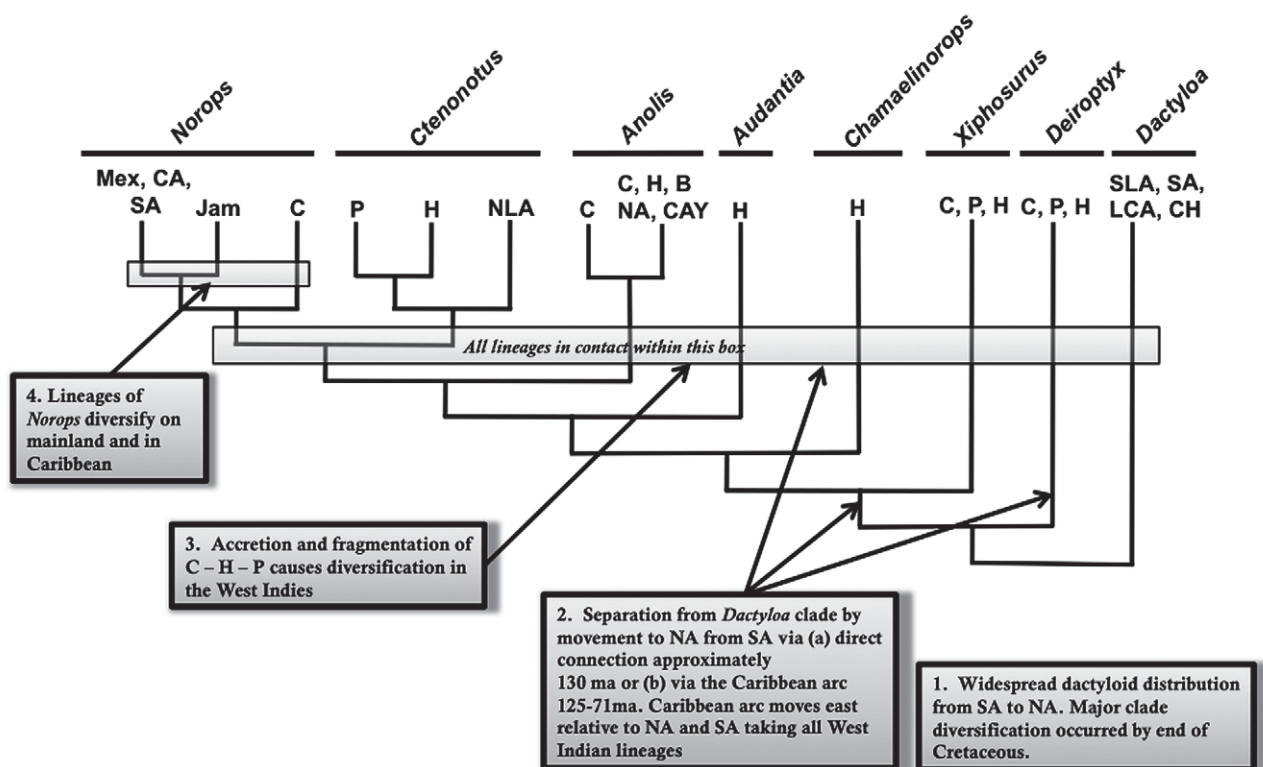 Norops
Ctenonotus
Anolis
Audantia
Chamaelinorops
Xiphosurus
Deiroptyx
Dactyloa
Mex, CA,
SA
Jam
C
P
H
NLA
C
C, H, B
NA, CAY
H
H
C, P, H
C, P, H
SLA, SA,
LCA, CH
All lineages in contact within this box
4. Lineages of
Norops diversify on
mainland and in
Caribbean
3. Accretion and fragmentation of
C – H – P causes diversification in
the West Indies
2. Separation from Dactyloa clade by
movement to NA from SA via (a) direct
connection approximately
130 ma or (b) via the Caribbean arc
125-71ma. Caribbean arc moves east
relative to NA and SA taking all West
Indian lineages
1. Widespread dactyloid distribution
from SA to NA. Major clade
diversification occurred by end of
Cretaceous.